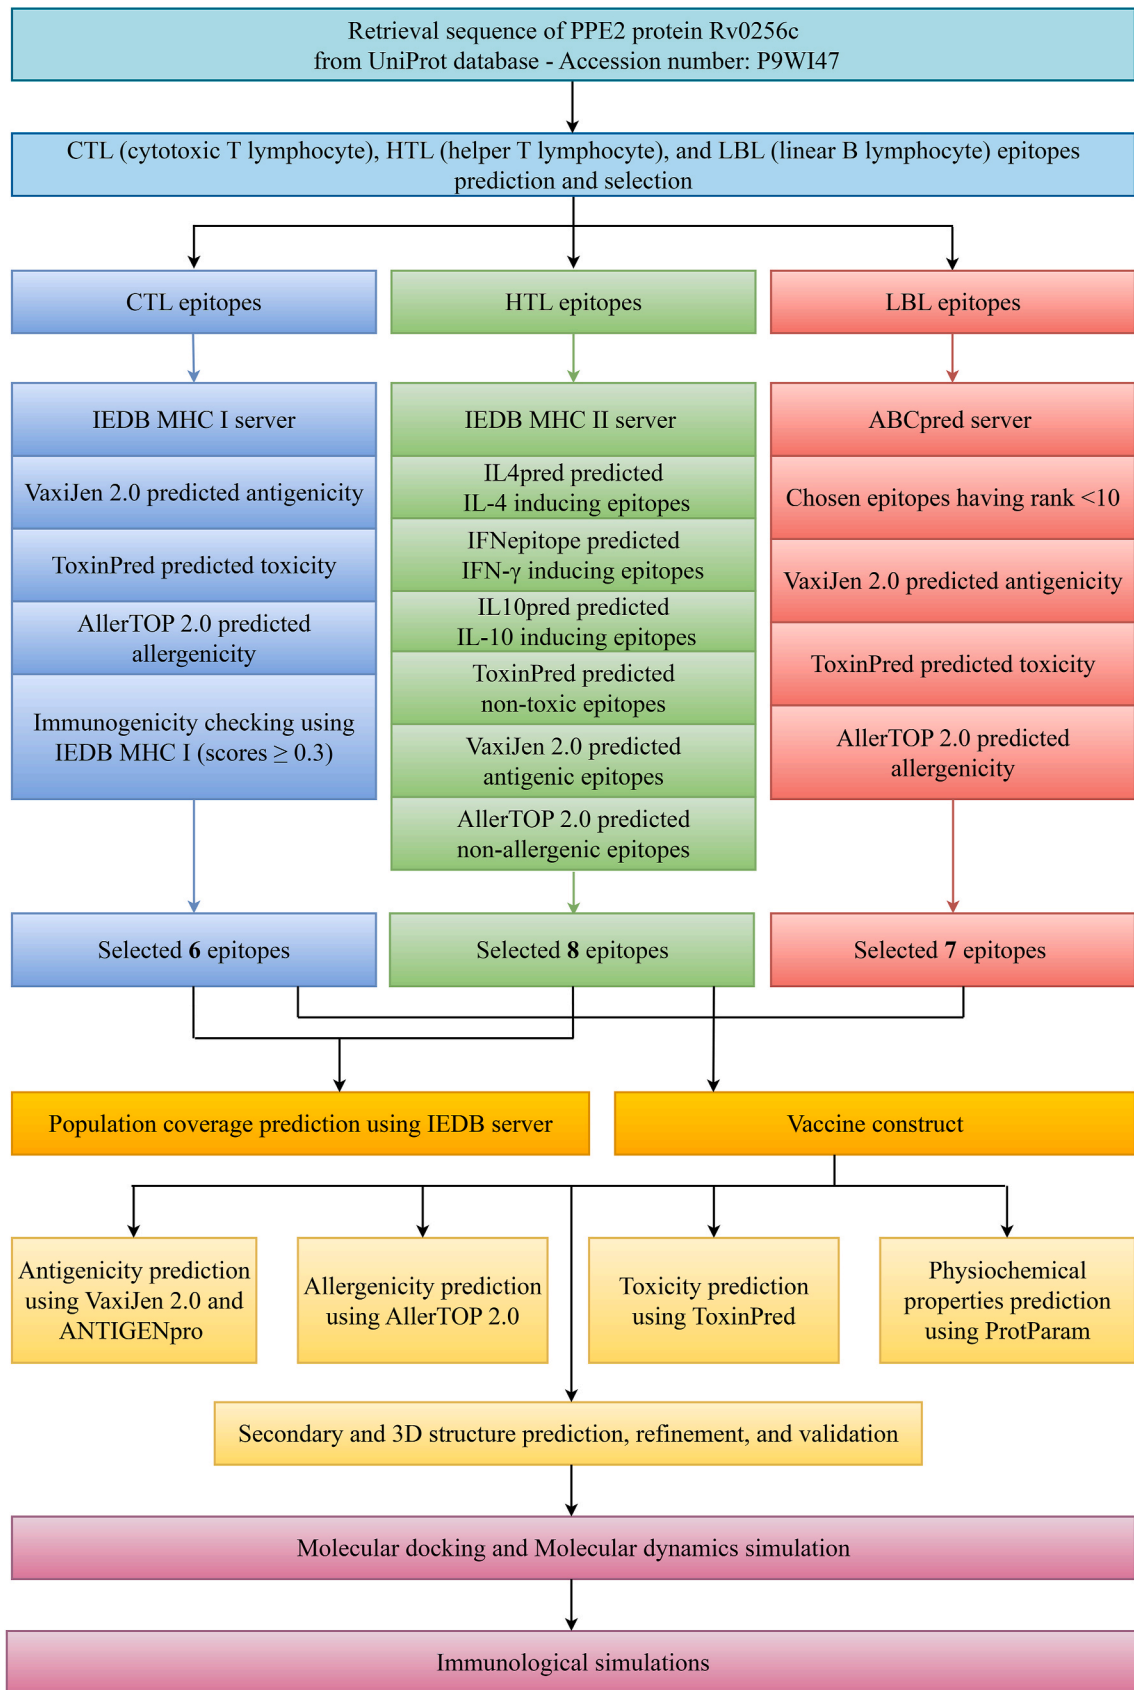 Retrieval sequence of PPE2 protein Rv0256c
from UniProt database - Accession number: P9WI47
CTL (cytotoxic T lymphocyte), HTL (helper T lymphocyte), and LBL (linear B lymphocyte) epitopes
prediction and selection
CTL epitopes
HTL epitopes
LBL epitopes
IEDB MHC I server
VaxiJen 2.0 predicted antigenicity
ToxinPred predicted toxicity
AllerTOP 2.0 predicted
allergenicity
Immunogenicity checking using
IEDB MHC I (scores ≥ 0.3)
IEDB MHC II server
IL4pred predicted
IL-4 inducing epitopes
IFNepitope predicted
IFN-γ inducing epitopes
IL10pred predicted
IL-10 inducing epitopes
ToxinPred predicted
non-toxic epitopes
VaxiJen 2.0 predicted
antigenic epitopes
AllerTOP 2.0 predicted
non-allergenic epitopes
ABCpred server
Chosen epitopes having rank <10
VaxiJen 2.0 predicted antigenicity
ToxinPred predicted toxicity
AllerTOP 2.0 predicted
allergenicity
Selected 6 epitopes
Selected 8 epitopes
Selected 7 epitopes
Population coverage prediction using IEDB server
Vaccine construct
Antigenicity prediction
using VaxiJen 2.0 and
ANTIGENpro
Allergenicity prediction
using AllerTOP 2.0
Toxicity prediction
using ToxinPred
Physiochemical
properties prediction
using ProtParam
Secondary and 3D structure prediction, refinement, and validation
Molecular docking and Molecular dynamics simulation
Immunological simulations